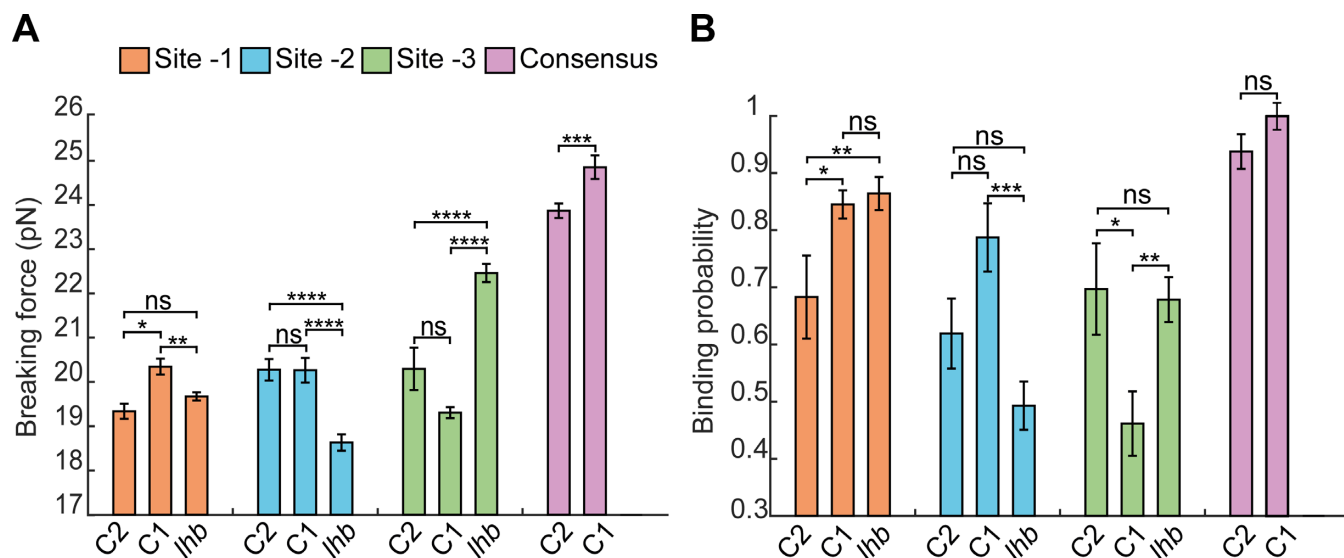 A
Site -1 Site -2 Site -3 Consensus
Breaking force (pN)
26
25
24
23
22
21
20
19
18
17
ns
*
**
****
ns
****
****
****
ns
***
C2 C1 lhb C2 C1 lhb C2 C1 lhb C2 C1
B
Binding probability
1
0.9
0.8
0.7
0.6
0.5
0.4
0.3
ns
**
*
ns
ns
***
ns
*
**
ns
C2 C1 lhb C2 C1 lhb C2 C1 lhb C2 C1